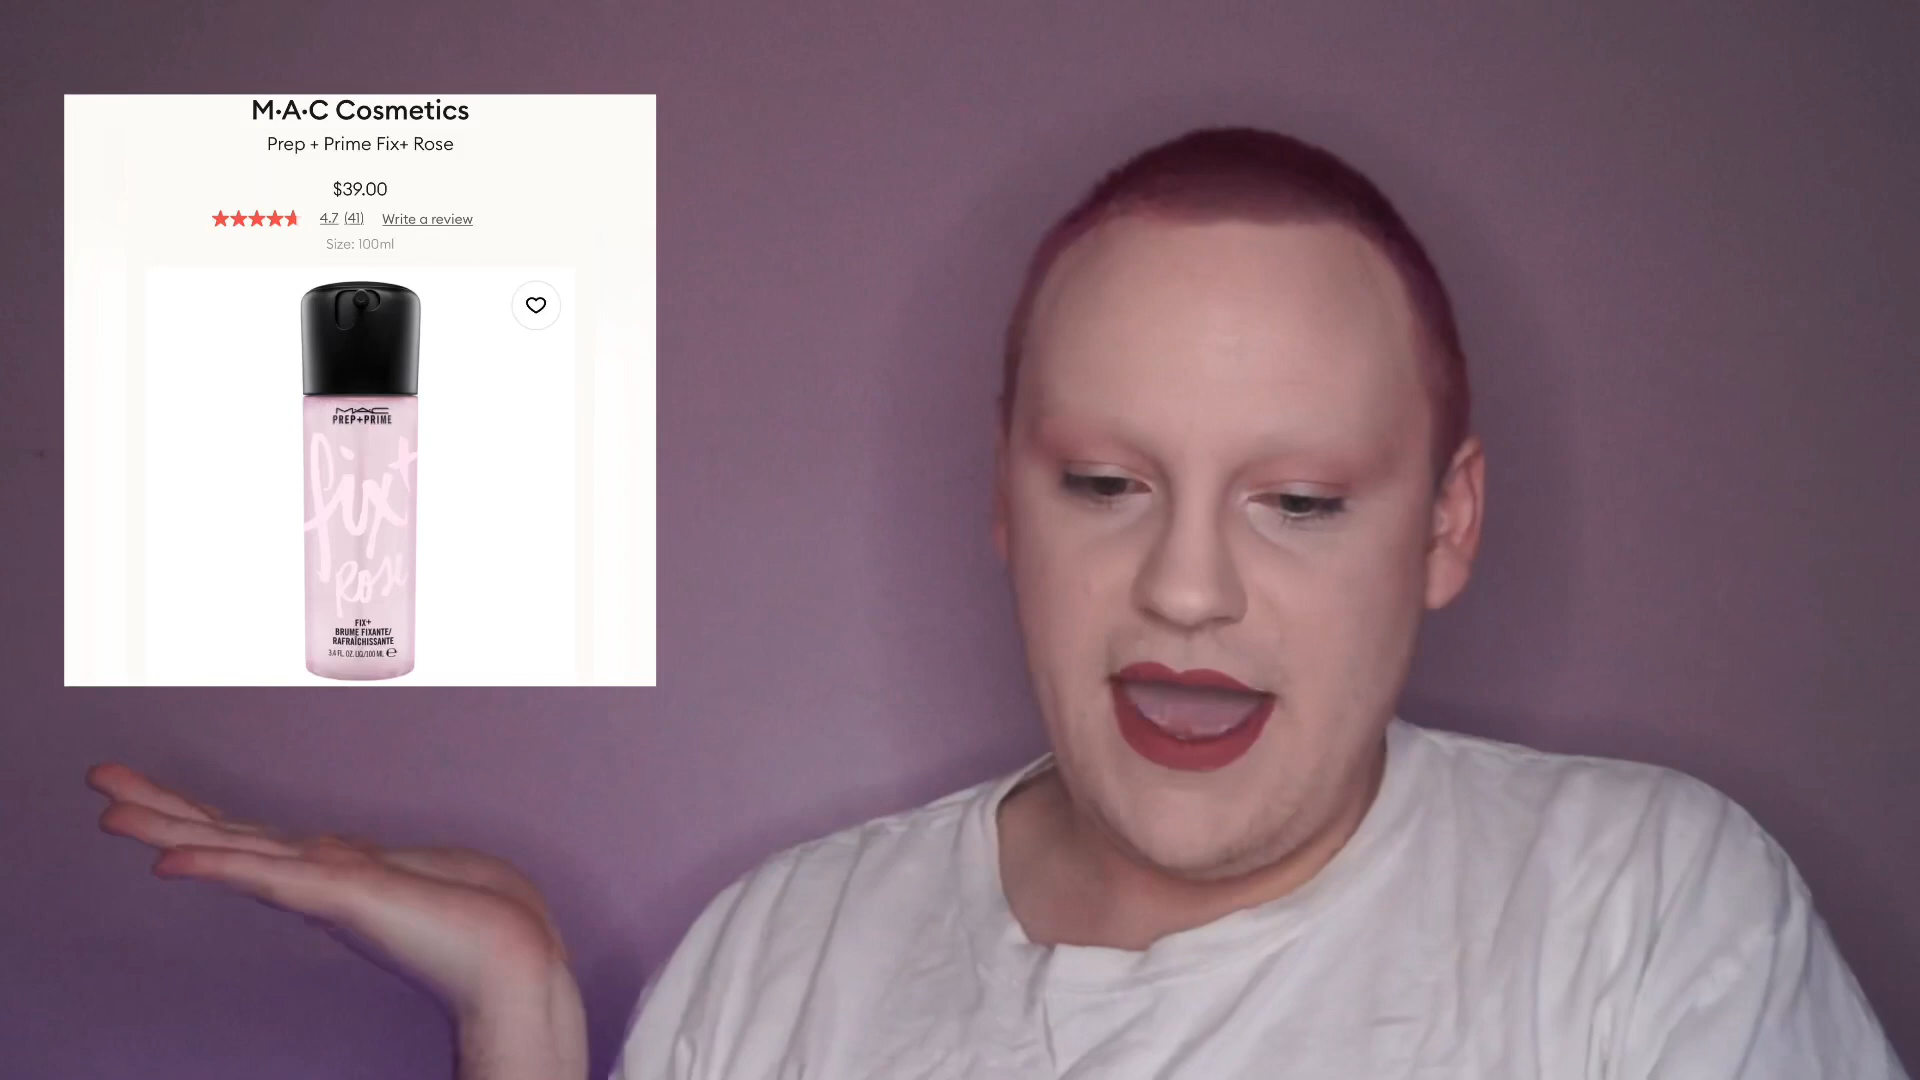 M·A·C Cosmetics
Prep + Prime Fix+ Rose
$39.00
4.7 (41) Write a review
Size: 100ml
MAC
PREP+PRIME
fix+
Rose
FIX+
BRUME FIXANTE/
RAFRAÎCHISSANTE
3.4 FL. OZ. LIQ./100 ML ℮